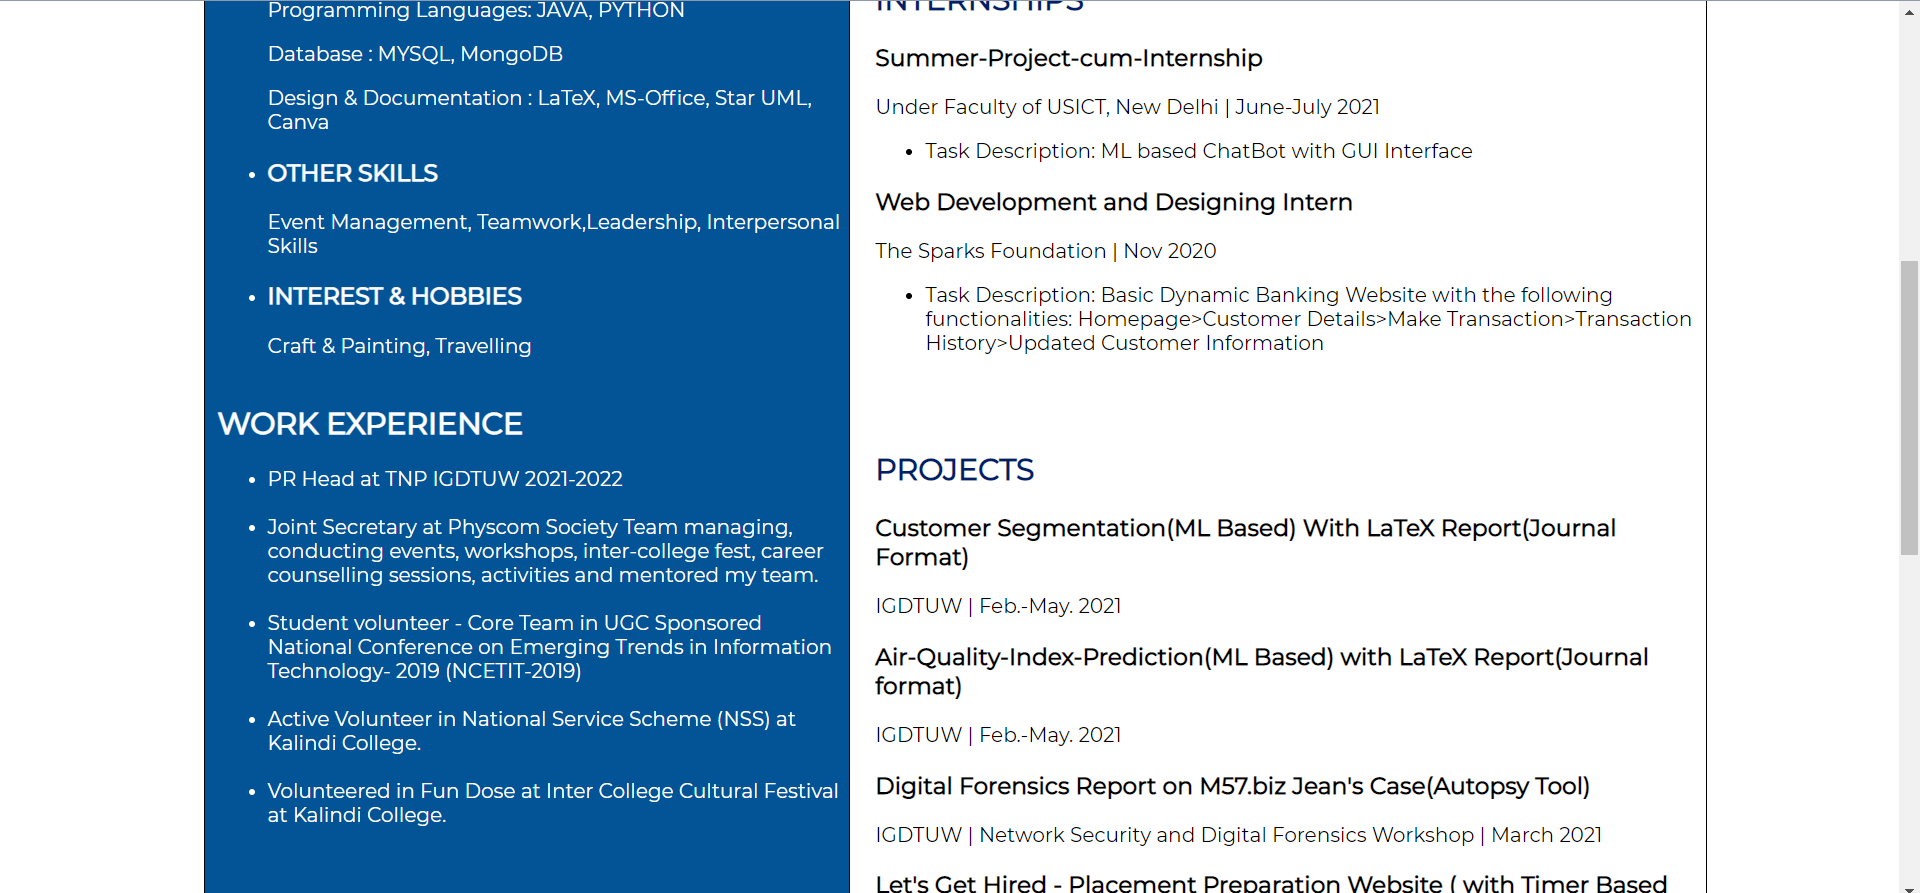 Programming Languages: JAVA, PYTHON
Database : MYSQL, MongoDB
Design & Documentation : LaTeX, MS-Office, Star UML,
Canva
OTHER SKILLS
Event Management, Teamwork,Leadership, Interpersonal
Skills
INTEREST & HOBBIES
Craft & Painting, Travelling
WORK EXPERIENCE
PR Head at TNP IGDTUW 2021-2022
Joint Secretary at Physcom Society Team managing,
conducting events, workshops, inter-college fest, career
counselling sessions, activities and mentored my team.
Student volunteer - Core Team in UGC Sponsored
National Conference on Emerging Trends in Information
Technology- 2019 (NCETIT-2019)
Active Volunteer in National Service Scheme (NSS) at
Kalindi College.
Volunteered in Fun Dose at Inter College Cultural Festival
at Kalindi College.
INTERNSHIPS
Summer-Project-cum-Internship
Under Faculty of USICT, New Delhi | June-July 2021
Task Description: ML based ChatBot with GUI Interface
Web Development and Designing Intern
The Sparks Foundation | Nov 2020
Task Description: Basic Dynamic Banking Website with the following
functionalities: Homepage>Customer Details>Make Transaction>Transaction
History>Updated Customer Information
PROJECTS
Customer Segmentation(ML Based) With LaTeX Report(Journal
Format)
IGDTUW | Feb.-May. 2021
Air-Quality-Index-Prediction(ML Based) with LaTeX Report(Journal
format)
IGDTUW | Feb.-May. 2021
Digital Forensics Report on M57.biz Jean's Case(Autopsy Tool)
IGDTUW | Network Security and Digital Forensics Workshop | March 2021
Let's Get Hired - Placement Preparation Website ( with Timer Based